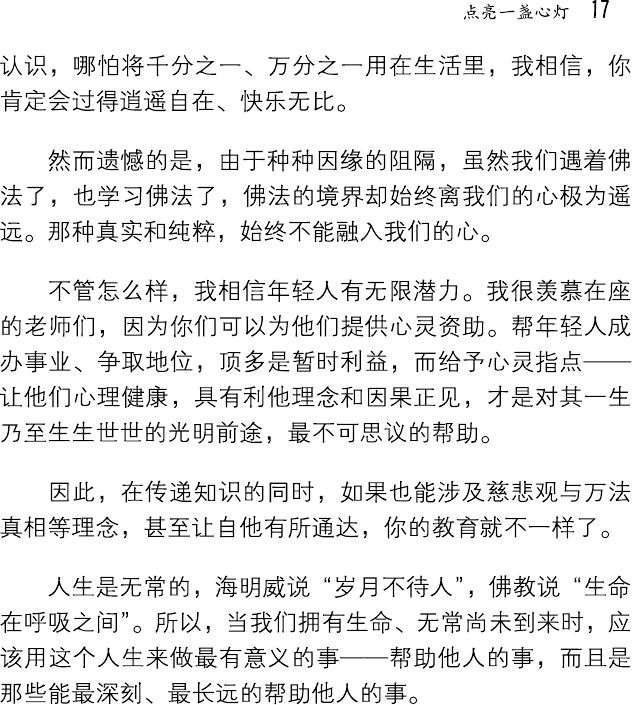 点亮一盏心灯 17
认识，哪怕将千分之一、万分之一用在生活里，我相信，你
肯定会过得逍遥自在、快乐无比。
然而遗憾的是，由于种种因缘的阻隔，虽然我们遇着佛
法了，也学习佛法了，佛法的境界却始终离我们的心极为遥
远。那种真实和纯粹，始终不能融入我们的心。
不管怎么样，我相信年轻人有无限潜力。我很羡慕在座
的老师们，因为你们可以为他们提供心灵资助。帮年轻人成
办事业、争取地位，顶多是暂时利益，而给予心灵指点——
让他们心理健康，具有利他理念和因果正见，才是对其一生
乃至生生世世的光明前途，最不可思议的帮助。
因此，在传递知识的同时，如果也能涉及慈悲观与万法
真相等理念，甚至让自他有所通达，你的教育就不一样了。
人生是无常的，海明威说“岁月不待人”，佛教说“生命
在呼吸之间”。所以，当我们拥有生命、无常尚未到来时，应
该用这个人生来做最有意义的事——帮助他人的事，而且是
那些能最深刻、最长远的帮助他人的事。